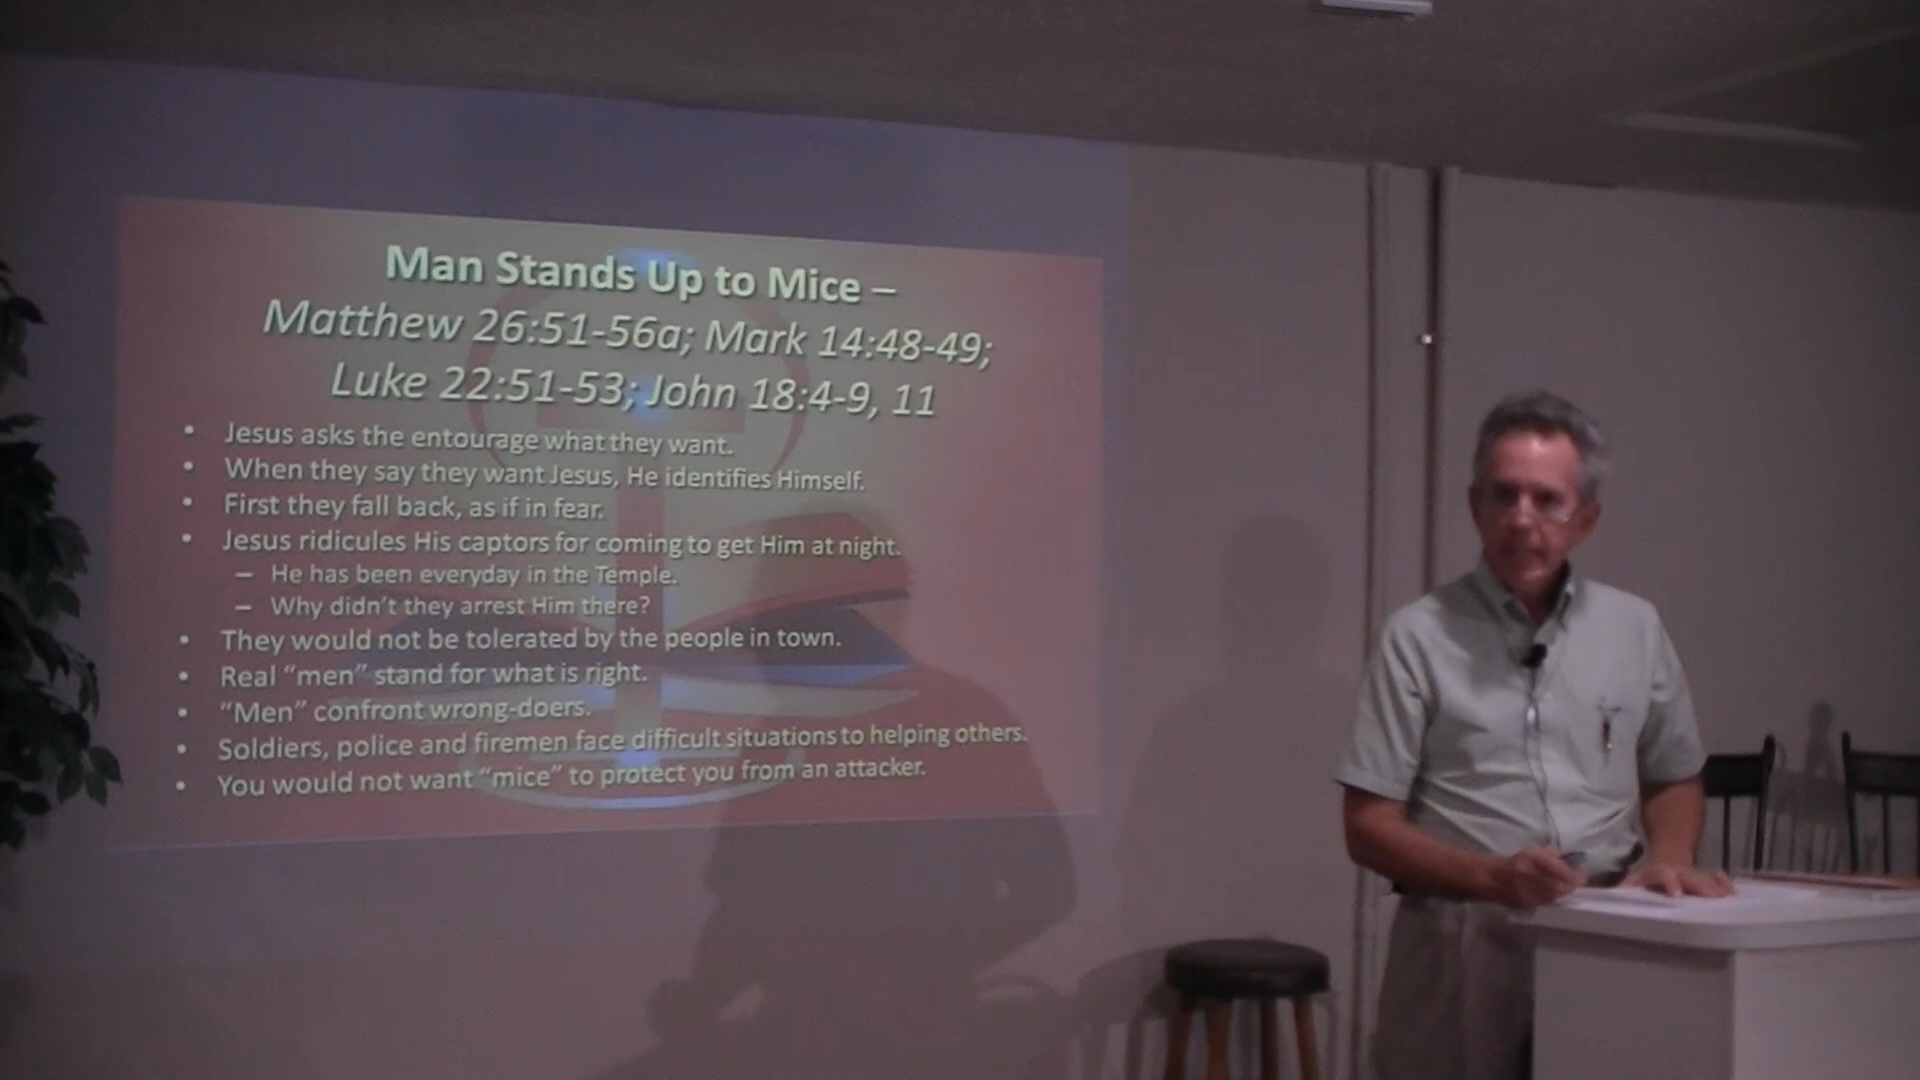 Man Stands Up to Mice –
Matthew 26:51-56a; Mark 14:48-49;
Luke 22:51-53; John 18:4-9, 11
• Jesus asks the entourage what they want.
• When they say they want Jesus, He identifies Himself.
• First they fall back, as if in fear.
• Jesus ridicules His captors for coming to get Him at night.
– He has been everyday in the Temple.
– Why didn't they arrest Him there?
• They would not be tolerated by the people in town.
• Real “men” stand for what is right.
• “Men” confront wrong-doers.
• Soldiers, police and firemen face difficult situations to helping others.
• You would not want “mice” to protect you from an attacker.